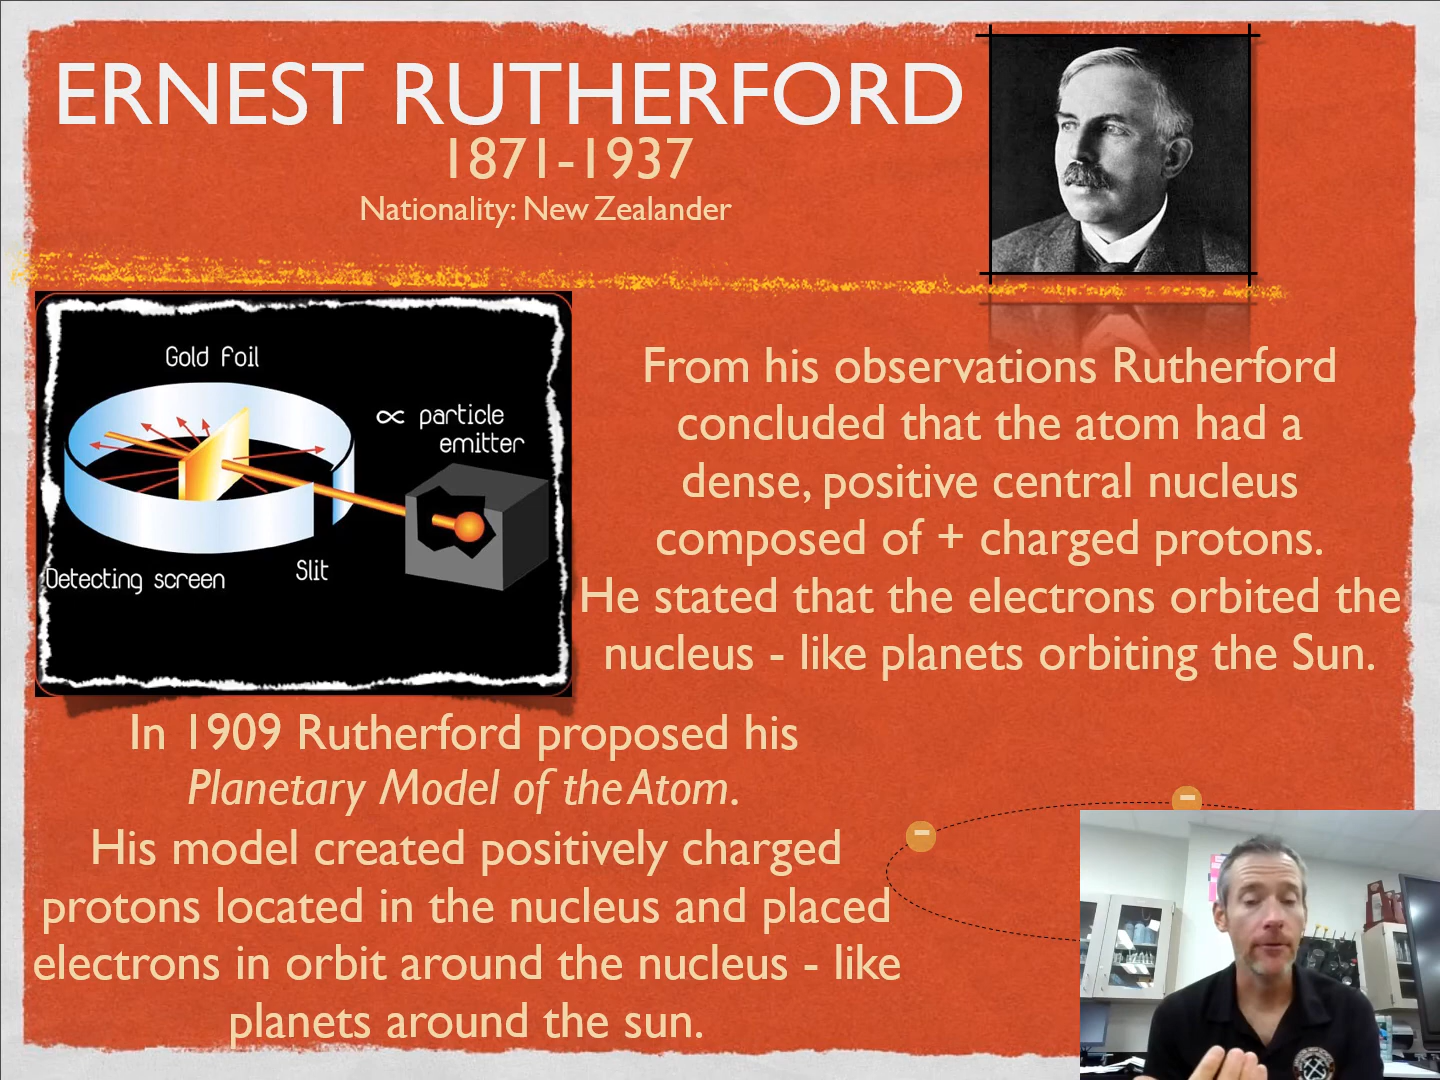 ERNEST RUTHERFORD
1871-1937
Nationality: New Zealander
Gold Foil
∝ particle
emitter
Detecting screen
Slit
From his observations Rutherford
concluded that the atom had a
dense, positive central nucleus
composed of + charged protons.
He stated that the electrons orbited the
nucleus - like planets orbiting the Sun.
In 1909 Rutherford proposed his
Planetary Model of the Atom.
His model created positively charged
protons located in the nucleus and placed
electrons in orbit around the nucleus - like
planets around the sun.
-
-